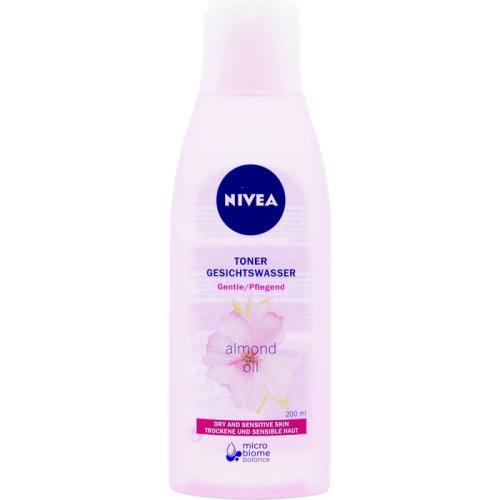 NIVEA
TONER
GESICHTSWASSER
Gentle/Pflegend
almond
oil
200 ml
DRY AND SENSITIVE SKIN
TROCKENE UND SENSIBLE HAUT
micro
biome
balance